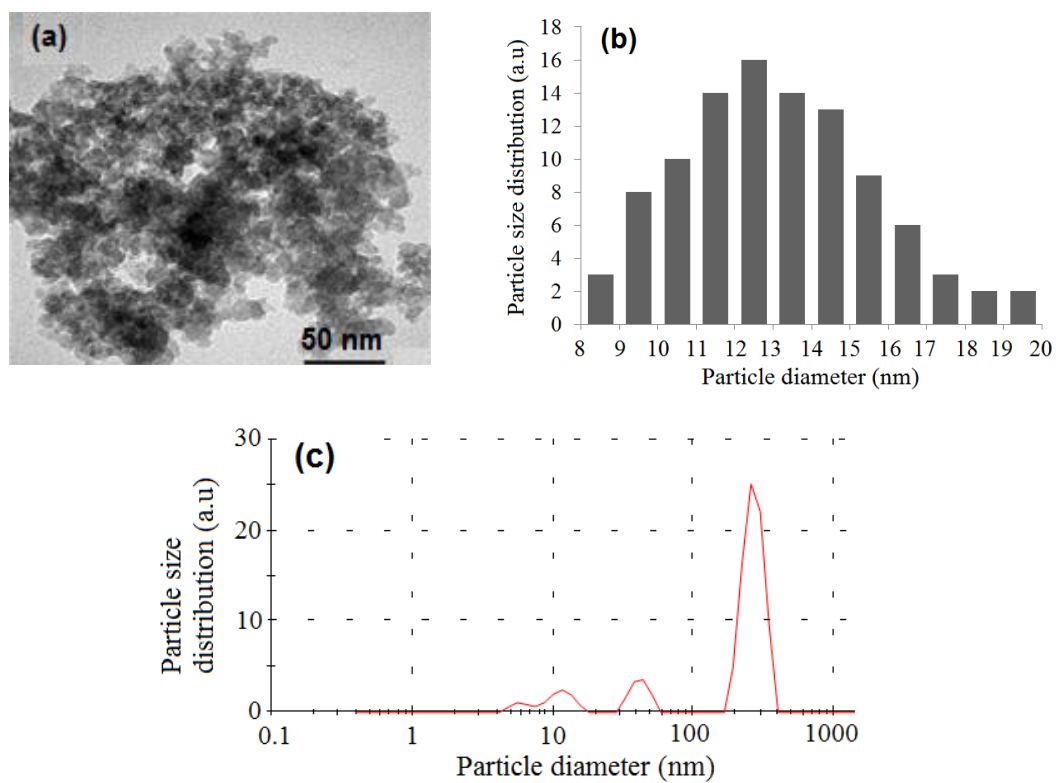 (a)
50 nm
(b)
Particle size distribution (a.u)
18
16
14
12
10
8
6
4
2
0
8 9 10 11 12 13 14 15 16 17 18 19 20
Particle diameter (nm)
(c)
Particle size
distribution (a.u)
30
20
10
0
0.1 1 10 100 1000
Particle diameter (nm)